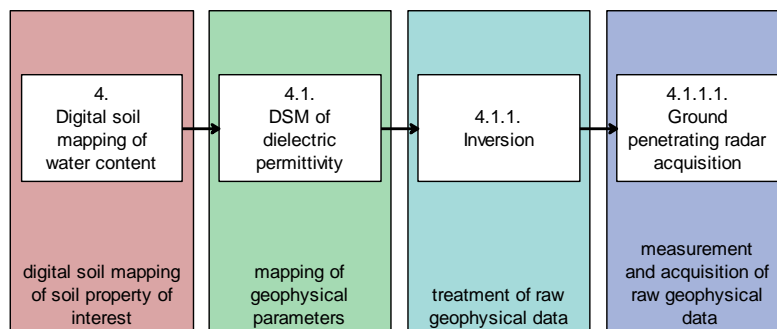 4.
Digital soil
mapping of
water content
4.1.
DSM of
dielectric
permittivity
4.1.1.
Inversion
4.1.1.1.
Ground
penetrating radar
acquisition
digital soil mapping
of soil property of
interest
mapping of
geophysical
parameters
treatment of raw
geophysical data
measurement
and acquisition of
raw geophysical
data